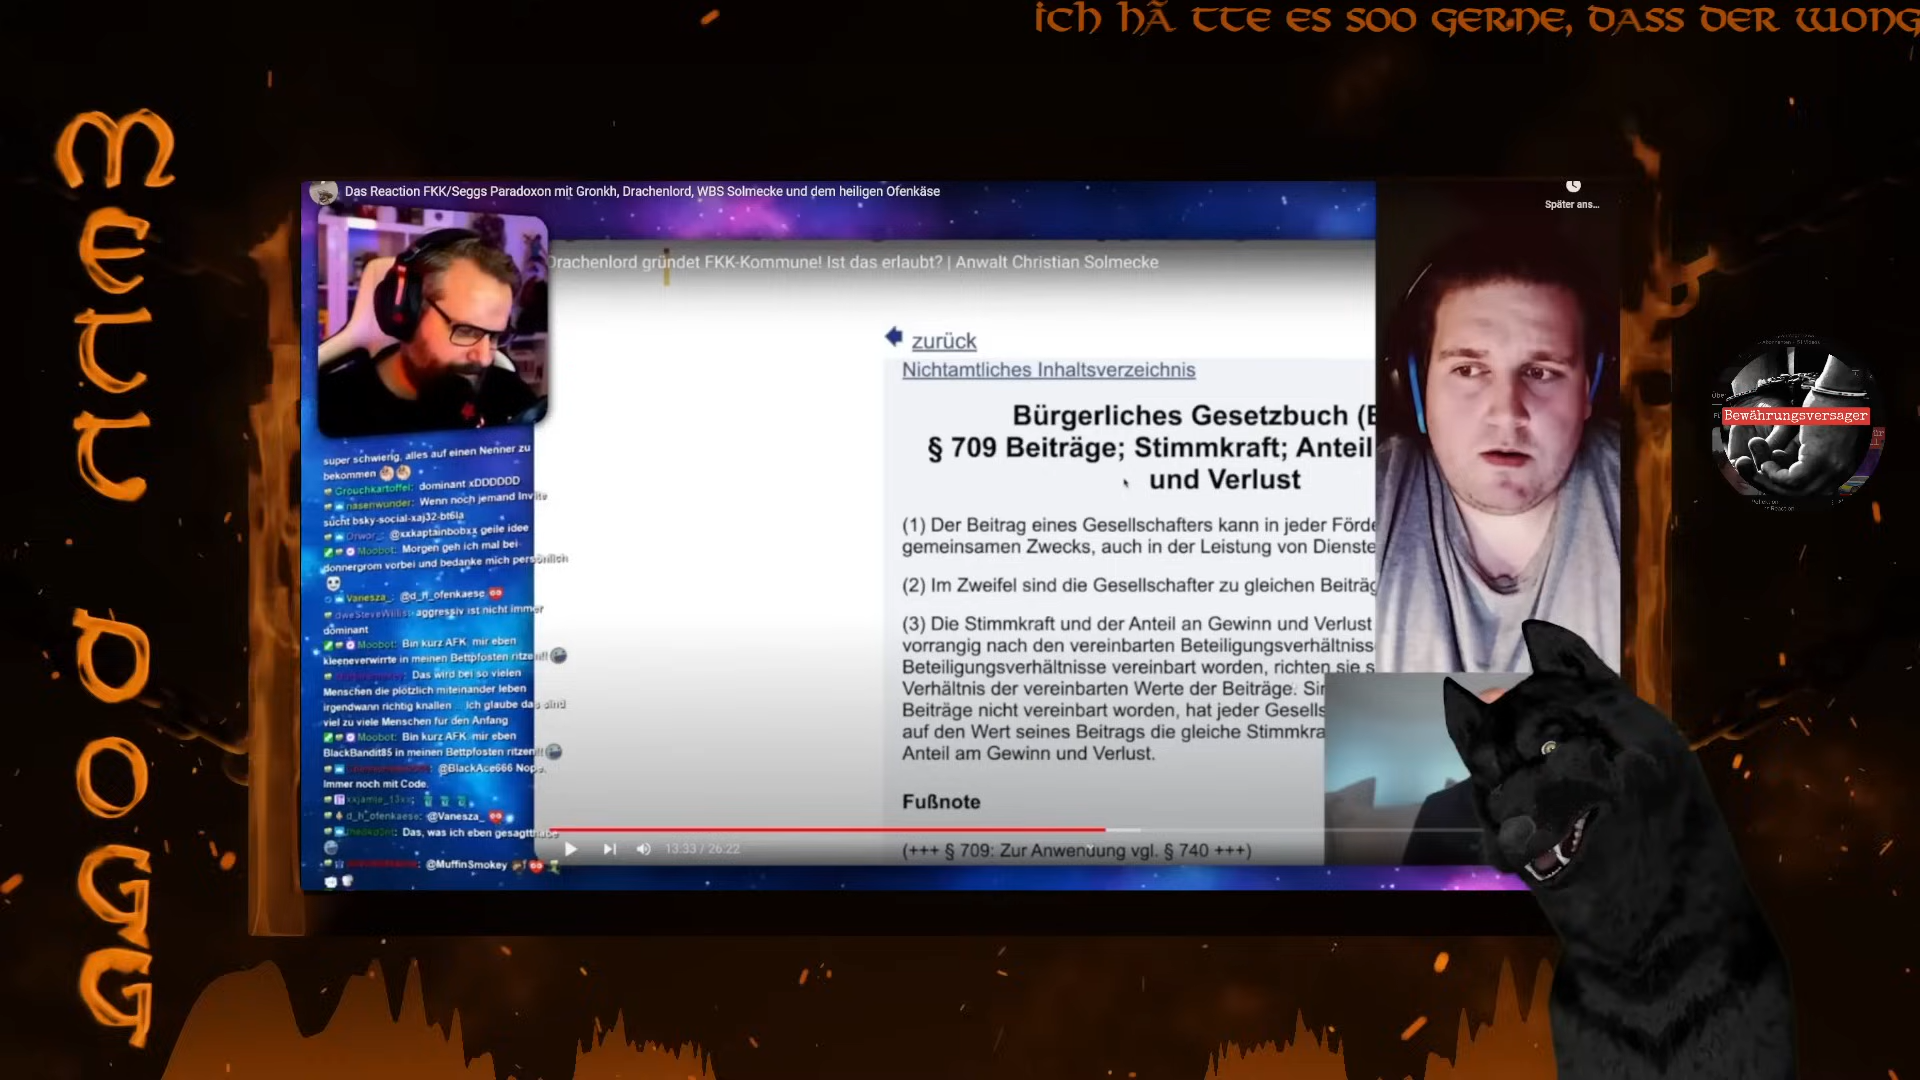 ICH HÃ TTE ES SOO GERNE, DASS DER WONG
METT DOGG
Das Reaction FKK/Seggs Paradoxon mit Gronkh, Drachenlord, WBS Solmecke und dem heiligen Ofenkäse
Später ans...
Drachenlord gründet FKK-Kommune! Ist das erlaubt? | Anwalt Christian Solmecke
zurück
Nichtamtliches Inhaltsverzeichnis
Bürgerliches Gesetzbuch (B
§ 709 Beiträge; Stimmkraft; Anteil
und Verlust
(1) Der Beitrag eines Gesellschafters kann in jeder Förde
gemeinsamen Zwecks, auch in der Leistung von Dienste
(2) Im Zweifel sind die Gesellschafter zu gleichen Beiträg
(3) Die Stimmkraft und der Anteil an Gewinn und Verlust
vorrangig nach den vereinbarten Beteiligungsverhältniss
Beteiligungsverhältnisse vereinbart worden, richten sie s
Verhältnis der vereinbarten Werte der Beiträge. Sin
Beiträge nicht vereinbart worden, hat jeder Gesells
auf den Wert seines Beitrags die gleiche Stimmkra
Anteil am Gewinn und Verlust.
Fußnote
(+++ § 709: Zur Anwendung vgl. § 740 +++)
13:33 / 26:22
super schwierig, alles auf einen Nenner zu
bekommen
Grouchkartoffel: dominant xDDDDDD
nasenwunder: Wenn noch jemand Invite
sucht bsky-social-xaj32-bt6la
Orwor_: @xxkaptainbobxx geile idee
Moobot: Morgen geh ich mal bei
donnergrom vorbei und bedanke mich persönlich
Vanesza_: @d_h_ofenkaese
dweSteveWillis: aggressiv ist nicht immer
dominant
Moobot: Bin kurz AFK, mir eben
kleeneverwirrte in meinen Bettpfosten ritzen!!
Das wird bei so vielen
Menschen die plötzlich miteinander leben
irgendwann richtig knallen ... Ich glaube das sind
viel zu viele Menschen für den Anfang
Moobot: Bin kurz AFK, mir eben
BlackBandit85 in meinen Bettpfosten ritzen!!
@BlackAce666 Nope.
Immer noch mit Code.
xxjamie_13xx:
d_h_ofenkaese: @Vanesza_
Das, was ich eben gesagt habe
@MuffinSmokey
Bewährungsversager